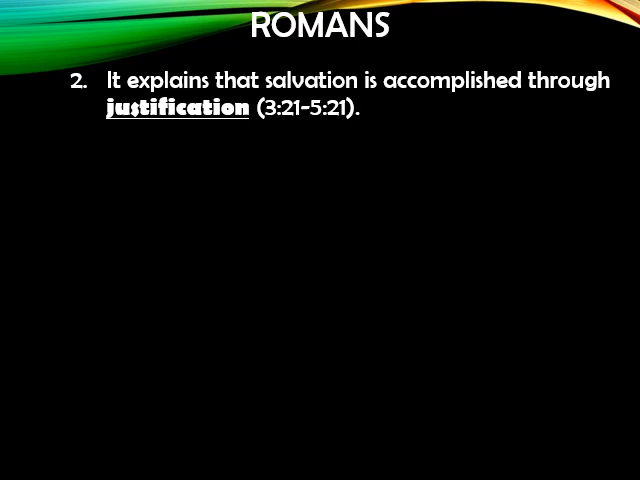 ROMANS
2. It explains that salvation is accomplished through
justification (3:21-5:21).